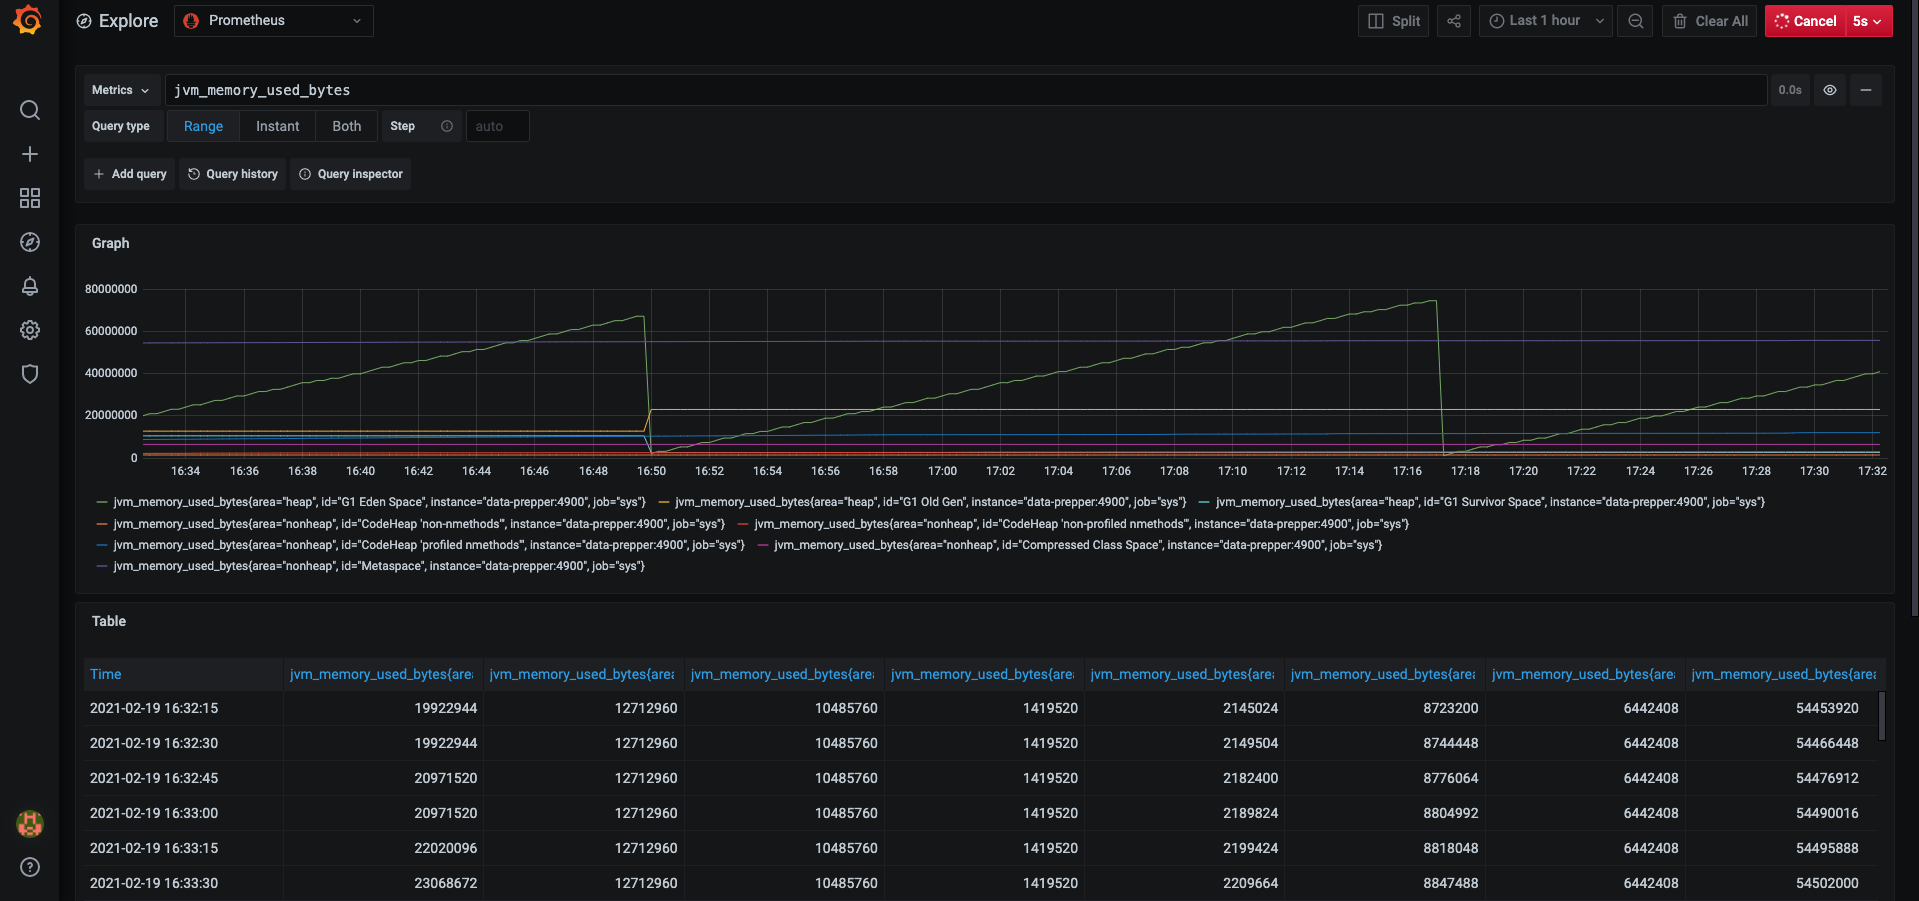 Explore Prometheus Split Last 1 hour Clear All Cancel 5s
Metrics jvm_memory_used_bytes 0.0s
Query type Range Instant Both Step auto
Add query Query history Query inspector
Graph
80000000
60000000
40000000
20000000
0
16:34 16:36 16:38 16:40 16:42 16:44 16:46 16:48 16:50 16:52 16:54 16:56 16:58 17:00 17:02 17:04 17:06 17:08 17:10 17:12 17:14 17:16 17:18 17:20 17:22 17:24 17:26 17:28 17:30 17:32
jvm_memory_used_bytes{area="heap", id="G1 Eden Space", instance="data-prepper:4900", job="sys"} jvm_memory_used_bytes{area="heap", id="G1 Old Gen", instance="data-prepper:4900", job="sys"} jvm_memory_used_bytes{area="heap", id="G1 Survivor Space", instance="data-prepper:4900", job="sys"}
jvm_memory_used_bytes{area="nonheap", id="CodeHeap 'non-nmethods'", instance="data-prepper:4900", job="sys"} jvm_memory_used_bytes{area="nonheap", id="CodeHeap 'non-profiled nmethods'", instance="data-prepper:4900", job="sys"}
jvm_memory_used_bytes{area="nonheap", id="CodeHeap 'profiled nmethods'", instance="data-prepper:4900", job="sys"} jvm_memory_used_bytes{area="nonheap", id="Compressed Class Space", instance="data-prepper:4900", job="sys"}
jvm_memory_used_bytes{area="nonheap", id="Metaspace", instance="data-prepper:4900", job="sys"}
Table
Time jvm_memory_used_bytes{area jvm_memory_used_bytes{area jvm_memory_used_bytes{area jvm_memory_used_bytes{area jvm_memory_used_bytes{area jvm_memory_used_bytes{area jvm_memory_used_bytes{area jvm_memory_used_bytes{area
2021-02-19 16:32:15 19922944 12712960 10485760 1419520 2145024 8723200 6442408 54453920
2021-02-19 16:32:30 19922944 12712960 10485760 1419520 2149504 8744448 6442408 54466448
2021-02-19 16:32:45 20971520 12712960 10485760 1419520 2182400 8776064 6442408 54476912
2021-02-19 16:33:00 20971520 12712960 10485760 1419520 2189824 8804992 6442408 54490016
2021-02-19 16:33:15 22020096 12712960 10485760 1419520 2199424 8818048 6442408 54495888
2021-02-19 16:33:30 23068672 12712960 10485760 1419520 2209664 8847488 6442408 54502000